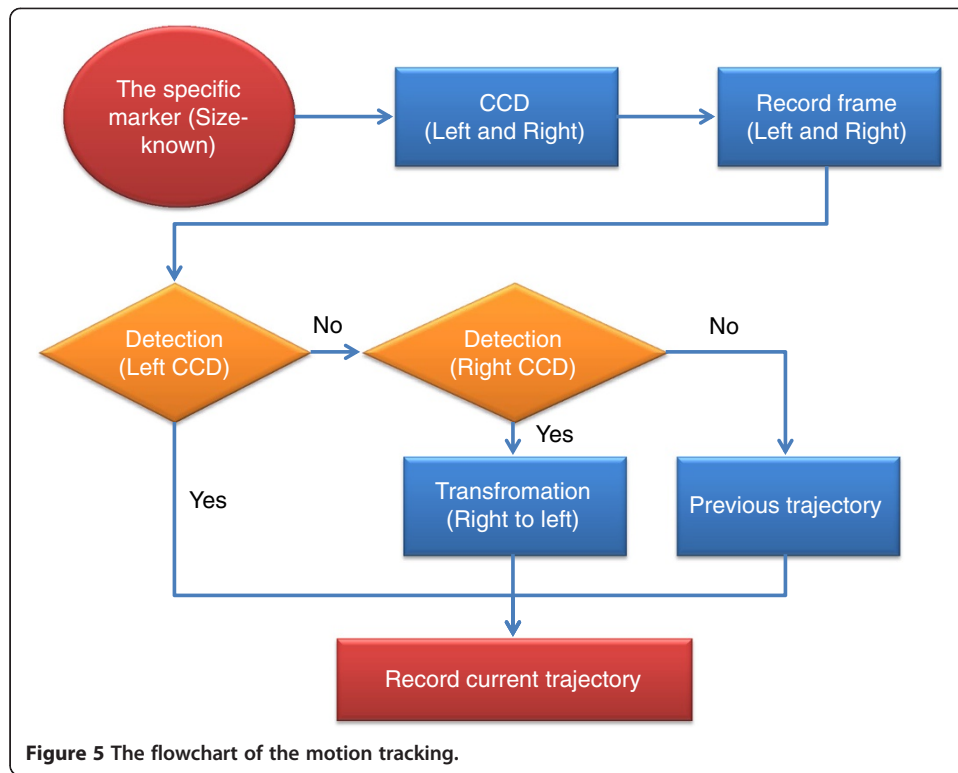 The specific
marker (Size-
known)
CCD
(Left and Right)
Record frame
(Left and Right)
Detection
(Left CCD)
No
Detection
(Right CCD)
No
Yes
Yes
Transfromation
(Right to left)
Previous trajectory
Record current trajectory
Figure 5 The flowchart of the motion tracking.